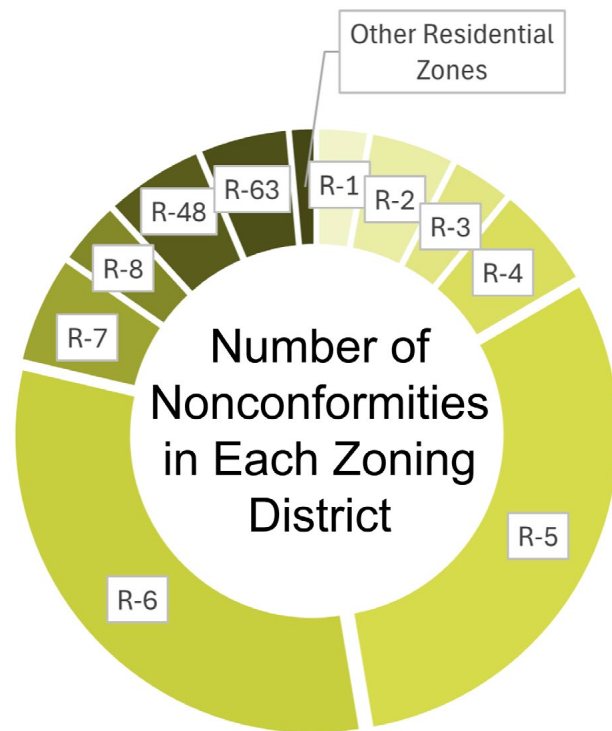 Other Residential
Zones
R-1
R-2
R-3
R-4
R-5
R-6
R-7
R-8
R-48
R-63
Number of
Nonconformities
in Each Zoning
District